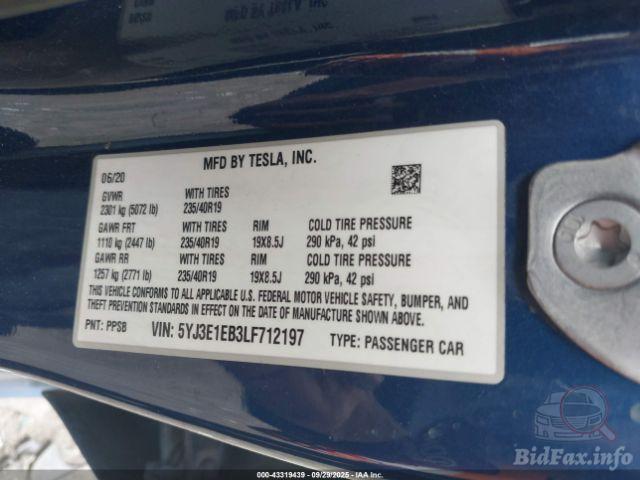 MFD BY TESLA, INC.
06/20
GVWR WITH TIRES
2301 kg (5072 lb) 235/40R19
GAWR FRT WITH TIRES RIM COLD TIRE PRESSURE
1110 kg (2447 lb) 235/40R19 19X8.5J 290 kPa, 42 psi
GAWR RR WITH TIRES RIM COLD TIRE PRESSURE
1257 kg (2771 lb) 235/40R19 19X8.5J 290 kPa, 42 psi
THIS VEHICLE CONFORMS TO ALL APPLICABLE U.S. FEDERAL MOTOR VEHICLE SAFETY, BUMPER, AND
THEFT PREVENTION STANDARDS IN EFFECT ON THE DATE OF MANUFACTURE SHOWN ABOVE.
PNT: PPSB VIN: 5YJ3E1EB3LF712197 TYPE: PASSENGER CAR
BidFax.info
000-43319439 - 09/29/2025 - IAA Inc.